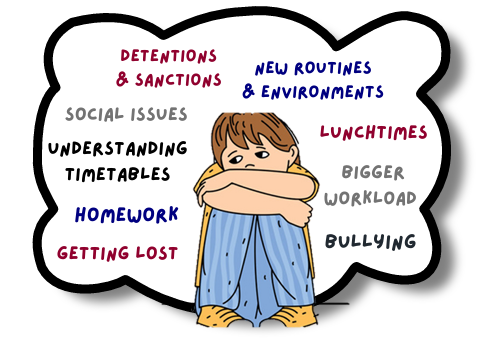 DETENTIONS
& SANCTIONS
NEW ROUTINES
& ENVIRONMENTS
SOCIAL ISSUES
LUNCHTIMES
UNDERSTANDING
TIMETABLES
BIGGER
WORKLOAD
HOMEWORK
BULLYING
GETTING LOST